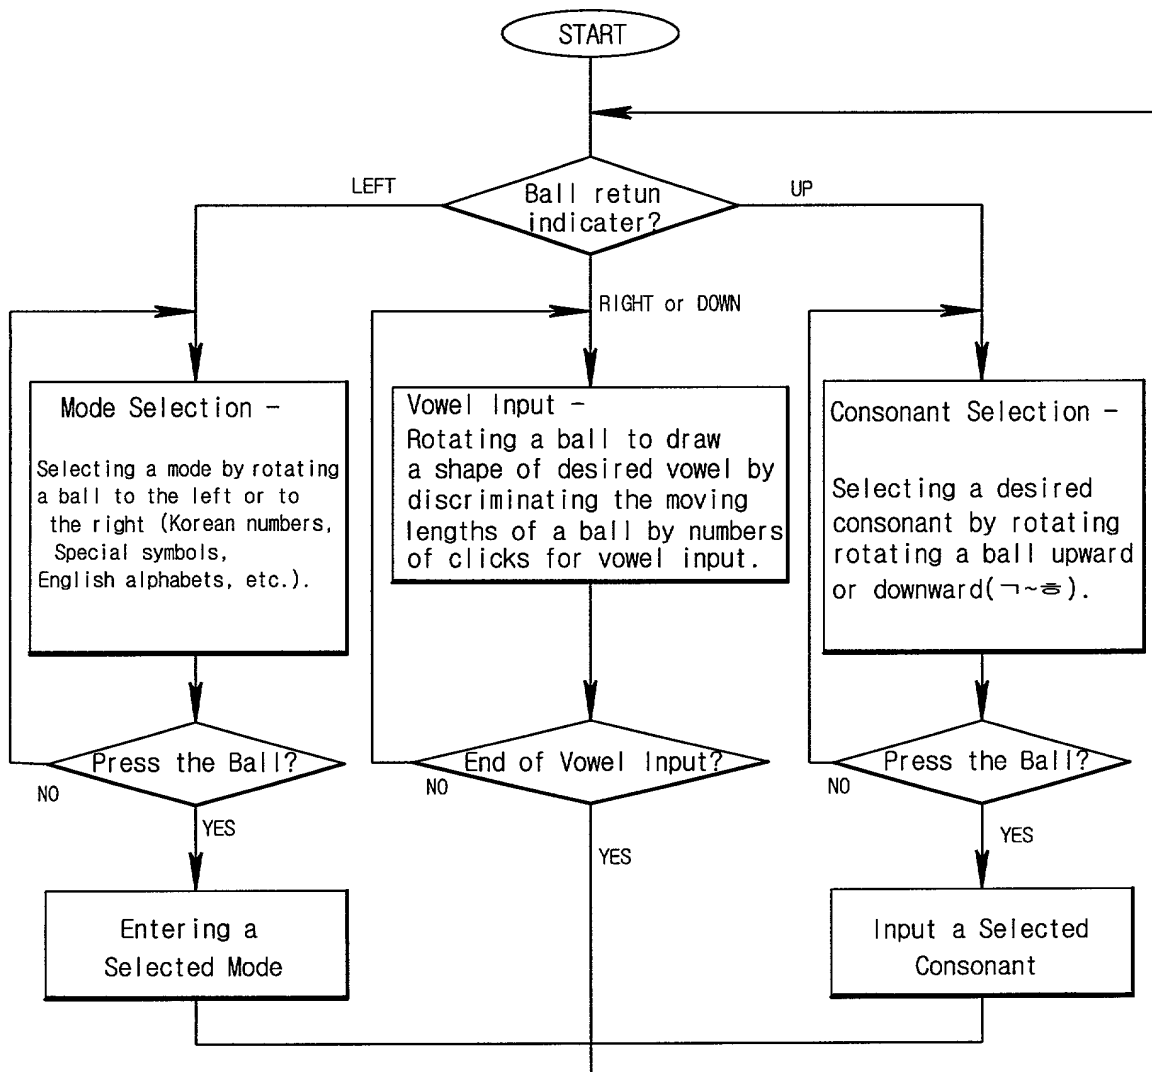 START
Ball retun
indicater?
LEFT
UP
RIGHT or DOWN
Mode Selection -
Selecting a mode by rotating
a ball to the left or to
the right (Korean numbers,
Special symbols,
English alphabets, etc.).
Vowel Input -
Rotating a ball to draw
a shape of desired vowel by
discriminating the moving
lengths of a ball by numbers
of clicks for vowel input.
Consonant Selection -
Selecting a desired
consonant by rotating
rotating a ball upward
or downward(ㄱ~ㅎ).
Press the Ball?
NO
YES
End of Vowel Input?
NO
YES
Press the Ball?
NO
YES
Entering a
Selected Mode
Input a Selected
Consonant